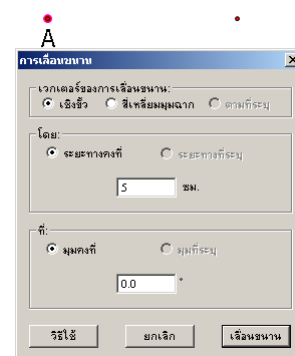 A
การเลื่อนขนาน
เวกเตอร์ของการเลื่อนขนาน:
เชิงขั้ว สี่เหลี่ยมมุมฉาก ตามที่ระบุ
โดย:
ระยะทางคงที่ ระยะทางที่ระบุ
5 ซม.
ที่:
มุมคงที่ มุมที่ระบุ
0.0 °
วิธีใช้ ยกเลิก เลื่อนขนาน